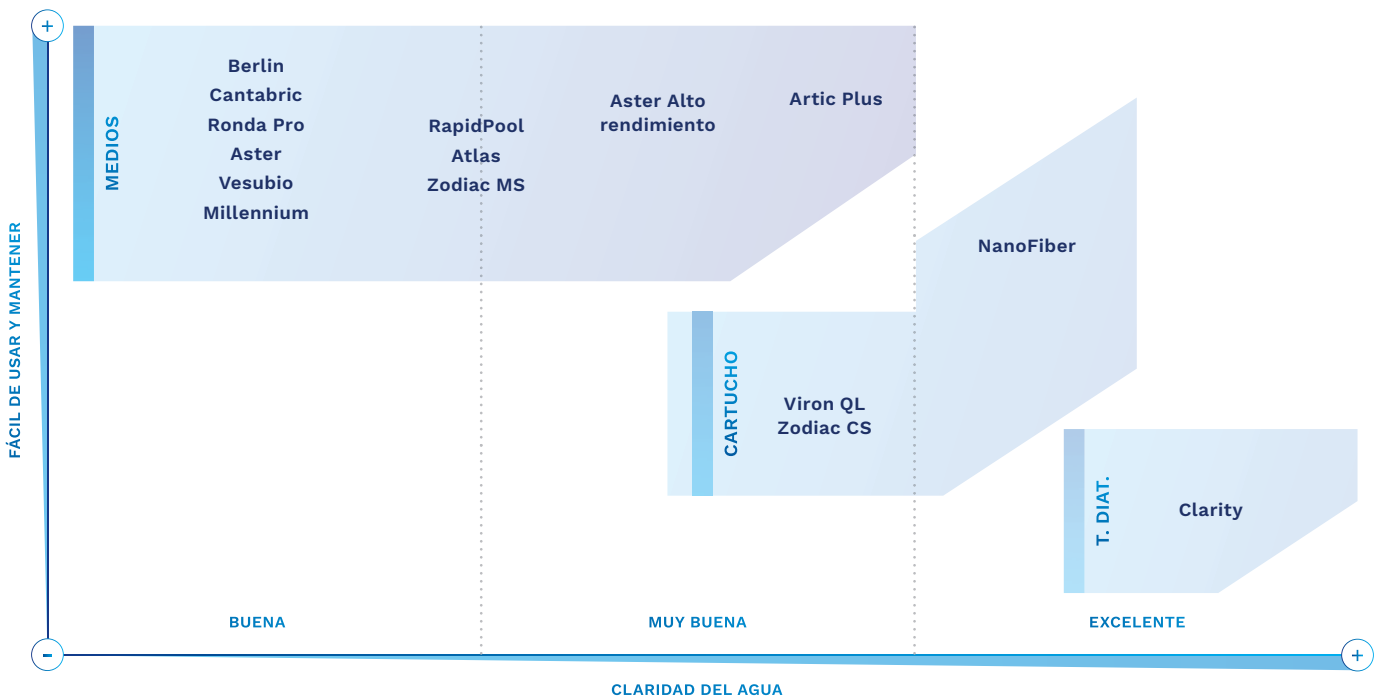 +
FÁCIL DE USAR Y MANTENER
MEDIOS
Berlin
Cantabric
Ronda Pro
Aster
Vesubio
Millennium
RapidPool
Atlas
Zodiac MS
Aster Alto
rendimiento
Artic Plus
NanoFiber
CARTUCHO
Viron QL
Zodiac CS
T. DIAT.
Clarity
BUENA
MUY BUENA
EXCELENTE
-
+
CLARIDAD DEL AGUA